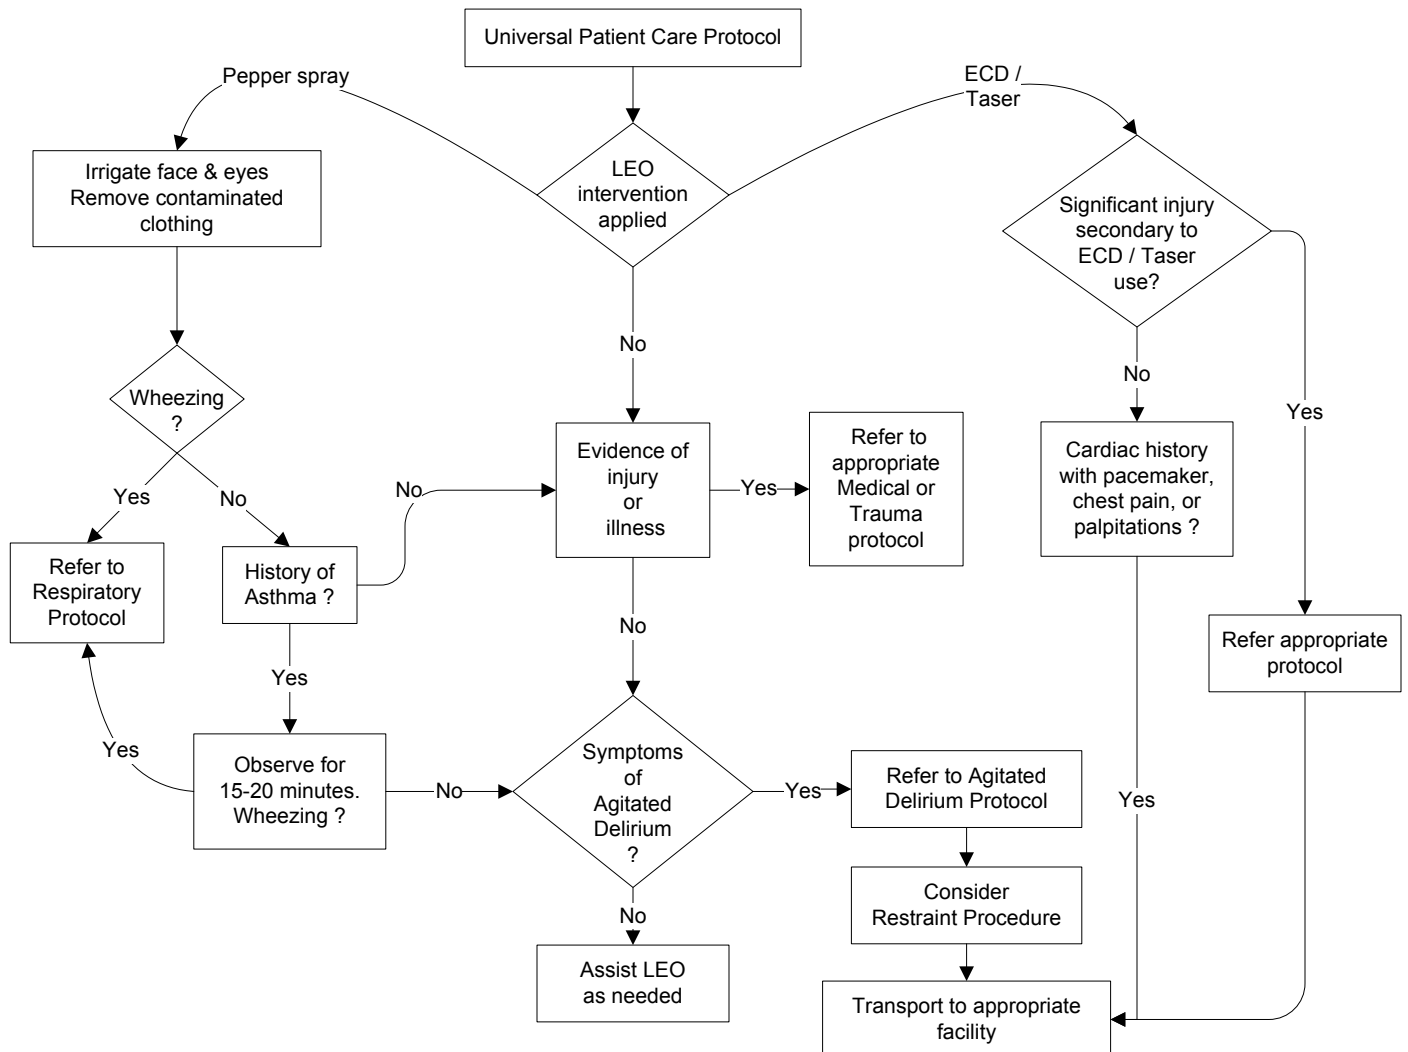 Universal Patient Care Protocol
Pepper spray
ECD /
Taser
LEO
intervention
applied
Irrigate face & eyes
Remove contaminated
clothing
Significant injury
secondary to
ECD / Taser
use?
No
No
Yes
Wheezing
?
Yes
No
Evidence of
injury
or
illness
No
Yes
Refer to
appropriate
Medical or
Trauma
protocol
Cardiac history
with pacemaker,
chest pain, or
palpitations ?
Refer to
Respiratory
Protocol
History of
Asthma ?
No
Refer appropriate
protocol
Yes
Yes
Observe for
15-20 minutes.
Wheezing ?
No
Symptoms
of
Agitated
Delirium
?
Yes
Refer to Agitated
Delirium Protocol
Yes
Consider
Restraint Procedure
No
Assist LEO
as needed
Transport to appropriate
facility